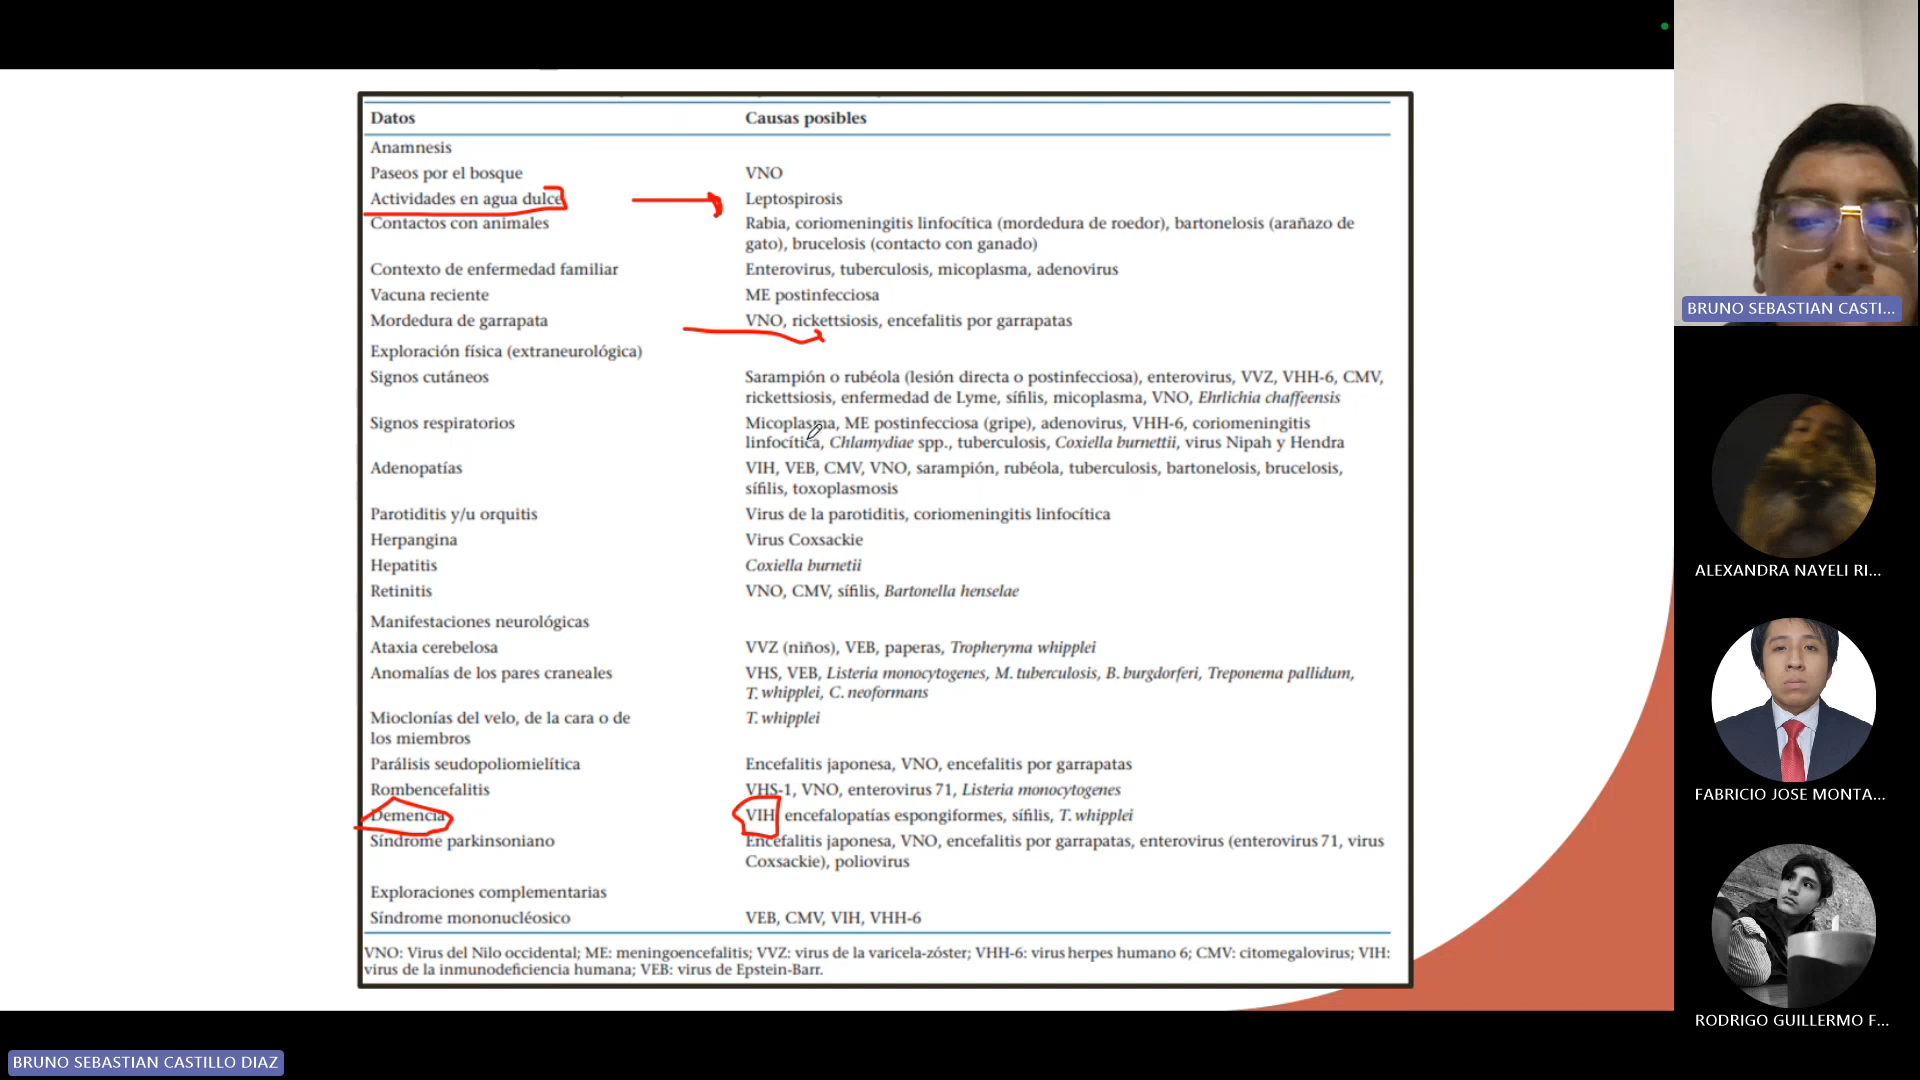 Datos Causas posibles
Anamnesis
Paseos por el bosque VNO
Actividades en agua dulce Leptospirosis
Contactos con animales Rabia, coriomeningitis linfocítica (mordedura de roedor), bartonelosis (arañazo de
gato), brucelosis (contacto con ganado)
Contexto de enfermedad familiar Enterovirus, tuberculosis, micoplasma, adenovirus
Vacuna reciente ME postinfecciosa
Mordedura de garrapata VNO, rickettsiosis, encefalitis por garrapatas
Exploración física (extraneurológica)
Signos cutáneos Sarampión o rubéola (lesión directa o postinfecciosa), enterovirus, VVZ, VHH-6, CMV,
rickettsiosis, enfermedad de Lyme, sífilis, micoplasma, VNO, Ehrlichia chaffeensis
Signos respiratorios Micoplasma, ME postinfecciosa (gripe), adenovirus, VHH-6, coriomeningitis
linfocítica, Chlamydiae spp., tuberculosis, Coxiella burnettii, virus Nipah y Hendra
Adenopatías VIH, VEB, CMV, VNO, sarampión, rubéola, tuberculosis, bartonelosis, brucelosis,
sífilis, toxoplasmosis
Parotiditis y/u orquitis Virus de la parotiditis, coriomeningitis linfocítica
Herpangina Virus Coxsackie
Hepatitis Coxiella burnetii
Retinitis VNO, CMV, sífilis, Bartonella henselae
Manifestaciones neurológicas
Ataxia cerebelosa VVZ (niños), VEB, paperas, Tropheryma whipplei
Anomalías de los pares craneales VHS, VEB, Listeria monocytogenes, M. tuberculosis, B. burgdorferi, Treponema pallidum,
T. whipplei, C. neoformans
Mioclonías del velo, de la cara o de T. whipplei
los miembros
Parálisis seudopoliomielítica Encefalitis japonesa, VNO, encefalitis por garrapatas
Rombencefalitis VHS-1, VNO, enterovirus 71, Listeria monocytogenes
Demencia VIH, encefalopatías espongiformes, sífilis, T. whipplei
Síndrome parkinsoniano Encefalitis japonesa, VNO, encefalitis por garrapatas, enterovirus (enterovirus 71, virus
Coxsackie), poliovirus
Exploraciones complementarias
Síndrome mononucléosico VEB, CMV, VIH, VHH-6
VNO: Virus del Nilo occidental; ME: meningoencefalitis; VVZ: virus de la varicela-zóster; VHH-6: virus herpes humano 6; CMV: citomegalovirus; VIH:
virus de la inmunodeficiencia humana; VEB: virus de Epstein-Barr.
BRUNO SEBASTIAN CASTI...
ALEXANDRA NAYELI RI...
FABRICIO JOSE MONTA...
RODRIGO GUILLERMO F...
BRUNO SEBASTIAN CASTILLO DIAZ